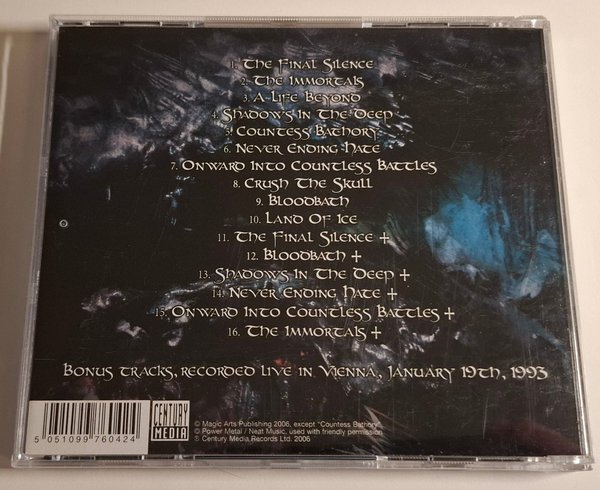 1. The Final Silence
2. The Immortals
3. A Life Beyond
4. Shadows In The Deep
5. Countess Bathory
6. Never Ending Hate
7. Onward Into Countless Battles
8. Crush The Skull
9. Bloodbath
10. Land Of Ice
11. The Final Silence ♰
12. Bloodbath ♰
13. Shadows In The Deep ♰
14. Never Ending Hate ♰
15. Onward Into Countless Battles ♰
16. The Immortals ♰
Bonus tracks, recorded live in Vienna, January 19th, 1993
5 051099 760424
CENTURY
MEDIA
© Magic Arts Publishing 2006, except "Countess Bathory"
© Power Metal / Neat Music, used with friendly permission
℗ Century Media Records Ltd. 2006